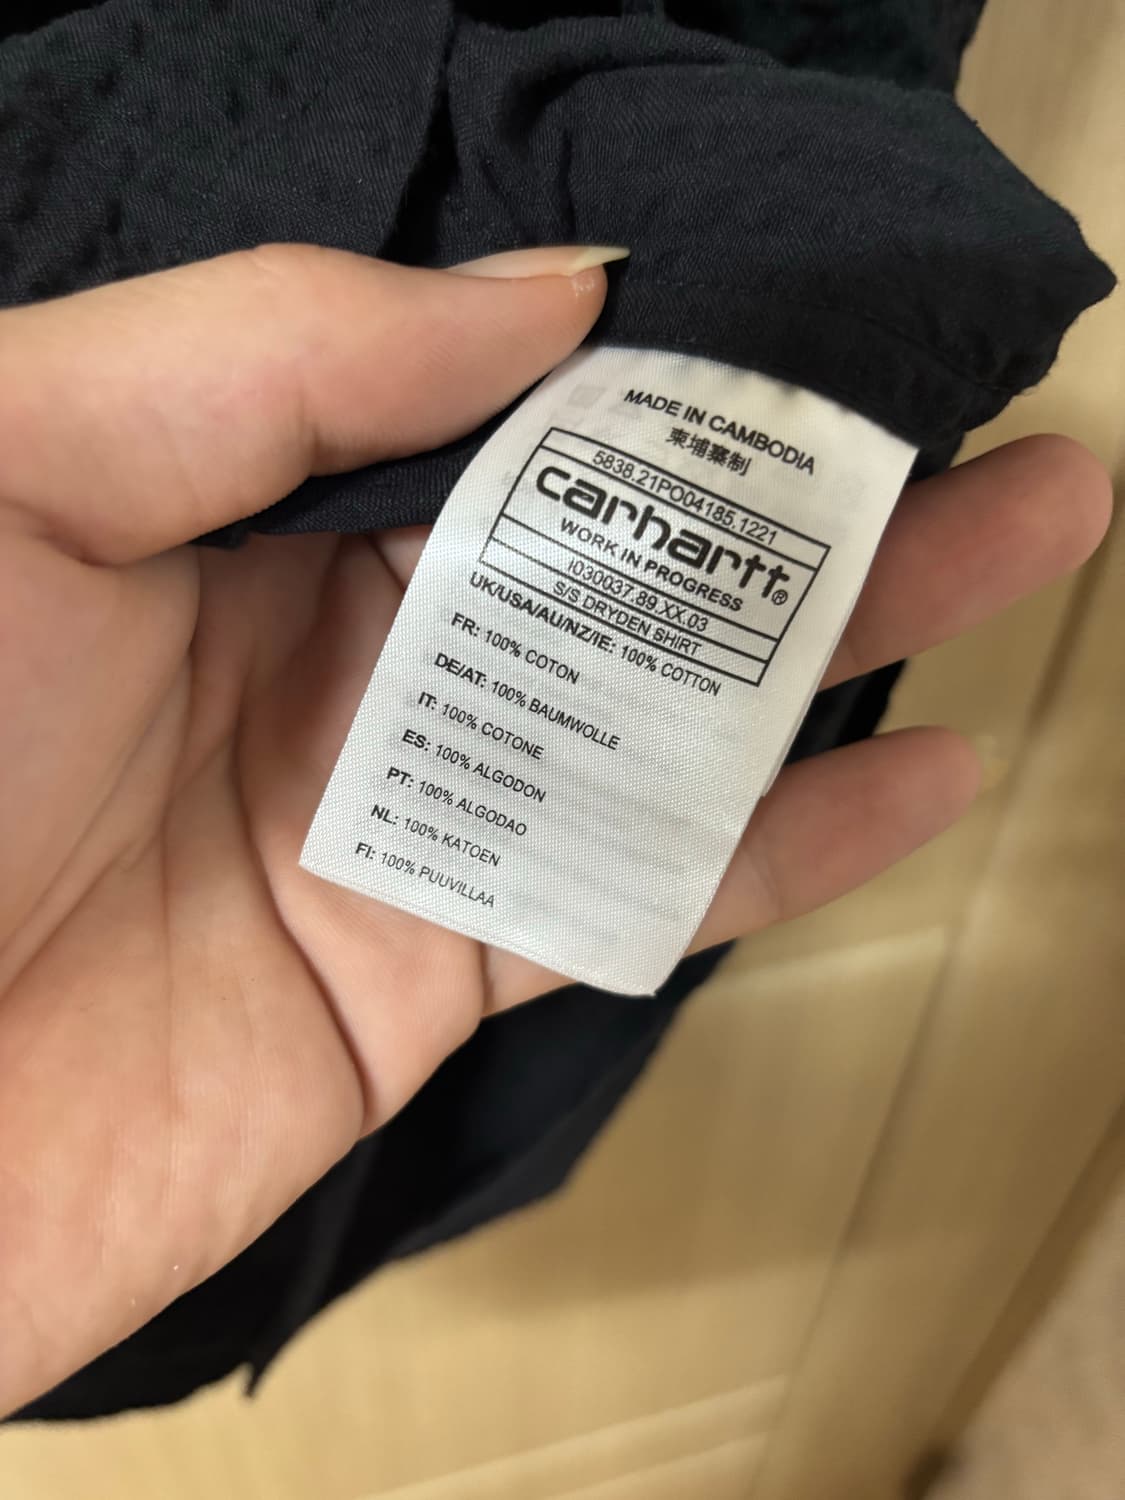 MADE IN CAMBODIA
柬埔寨制
5838.21PO04185.1221
carhartt®
WORK IN PROGRESS
I030037.89.XX.03
S/S DRYDEN SHIRT
UK/USA/AU/NZ/IE: 100% COTTON
FR: 100% COTON
DE/AT: 100% BAUMWOLLE
IT: 100% COTONE
ES: 100% ALGODON
PT: 100% ALGODAO
NL: 100% KATOEN
FI: 100% PUUVILLAA